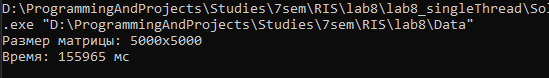 D:\ProgrammingAndProjects\Studies\7sem\RIS\lab8\lab8_singleThread\So
.exe "D:\ProgrammingAndProjects\Studies\7sem\RIS\lab8\Data"
Размер матрицы: 5000x5000
Время: 155965 мс